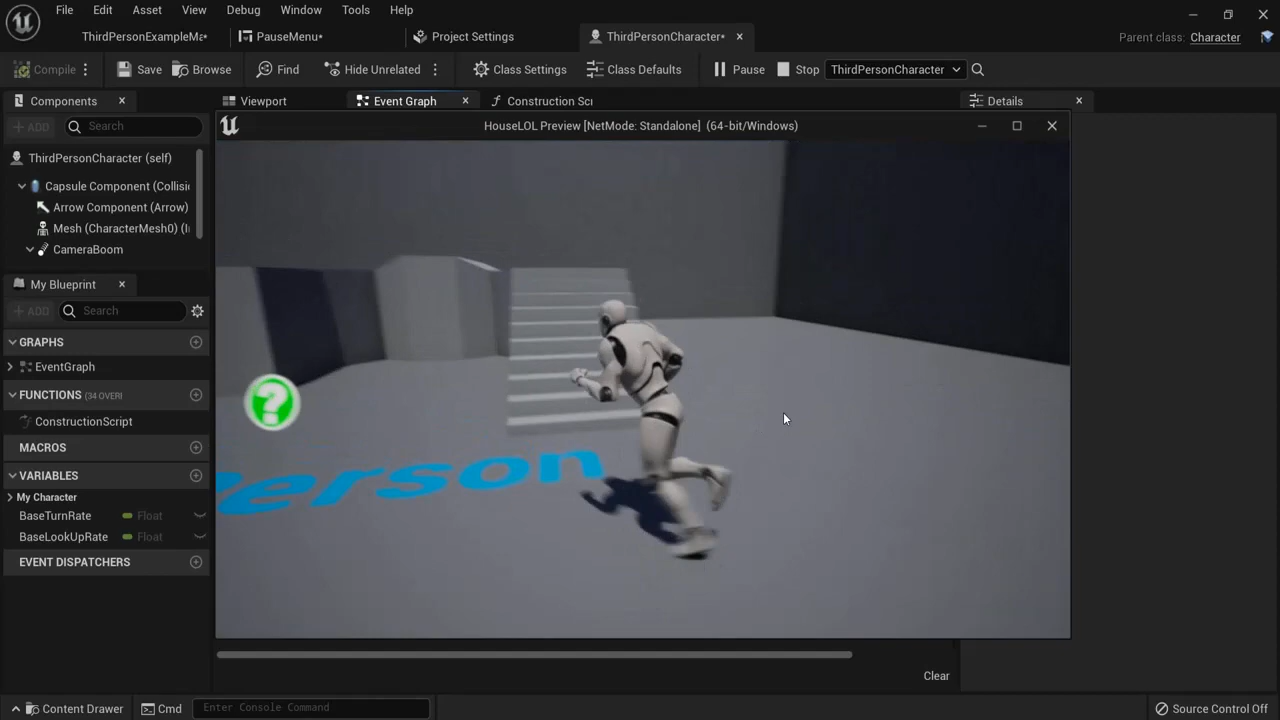 File Edit Asset View Debug Window Tools Help
ThirdPersonExampleMa* PauseMenu* Project Settings ThirdPersonCharacter* Parent class: Character
Compile Save Browse Find Hide Unrelated Class Settings Class Defaults Pause Stop ThirdPersonCharacter
Components Viewport Event Graph Construction Scr Details
+ ADD Search
HouseLOL Preview [NetMode: Standalone] (64-bit/Windows)
ThirdPersonCharacter (self)
Capsule Component (Collisi
Arrow Component (Arrow)
Mesh (CharacterMesh0) (I
CameraBoom
My Blueprint
+ ADD Search
GRAPHS
EventGraph
FUNCTIONS (34 OVERI
ConstructionScript
MACROS
VARIABLES
My Character
BaseTurnRate Float
BaseLookUpRate Float
EVENT DISPATCHERS
?
Person
Clear
Content Drawer Cmd Enter Console Command Source Control Off